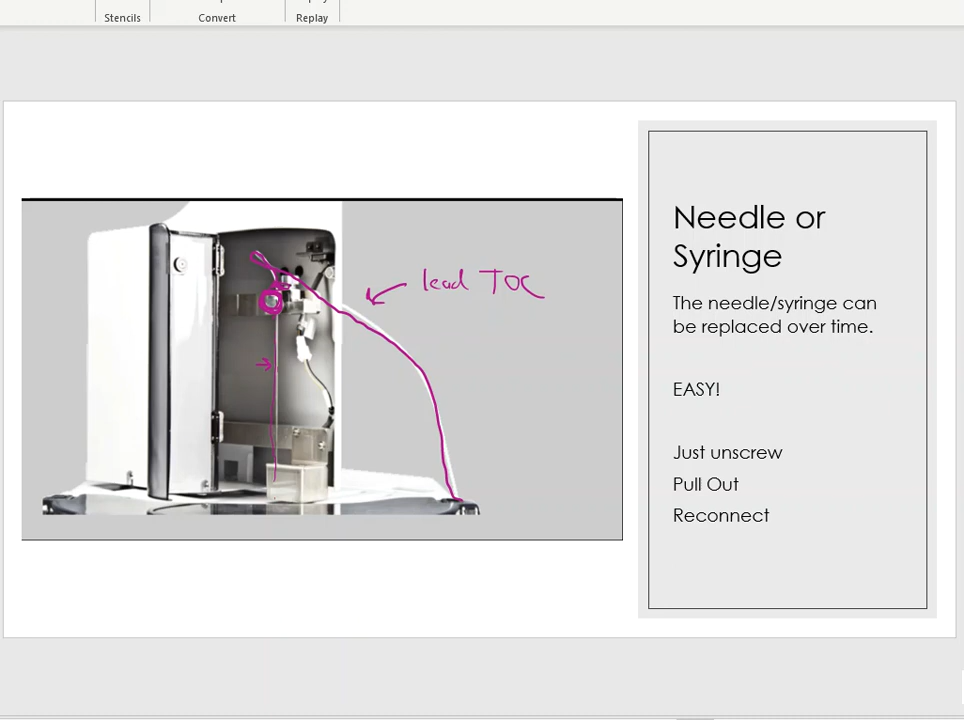 Stencils
Convert
Replay
lead TOC
Needle or
Syringe
The needle/syringe can
be replaced over time.
EASY!
Just unscrew
Pull Out
Reconnect